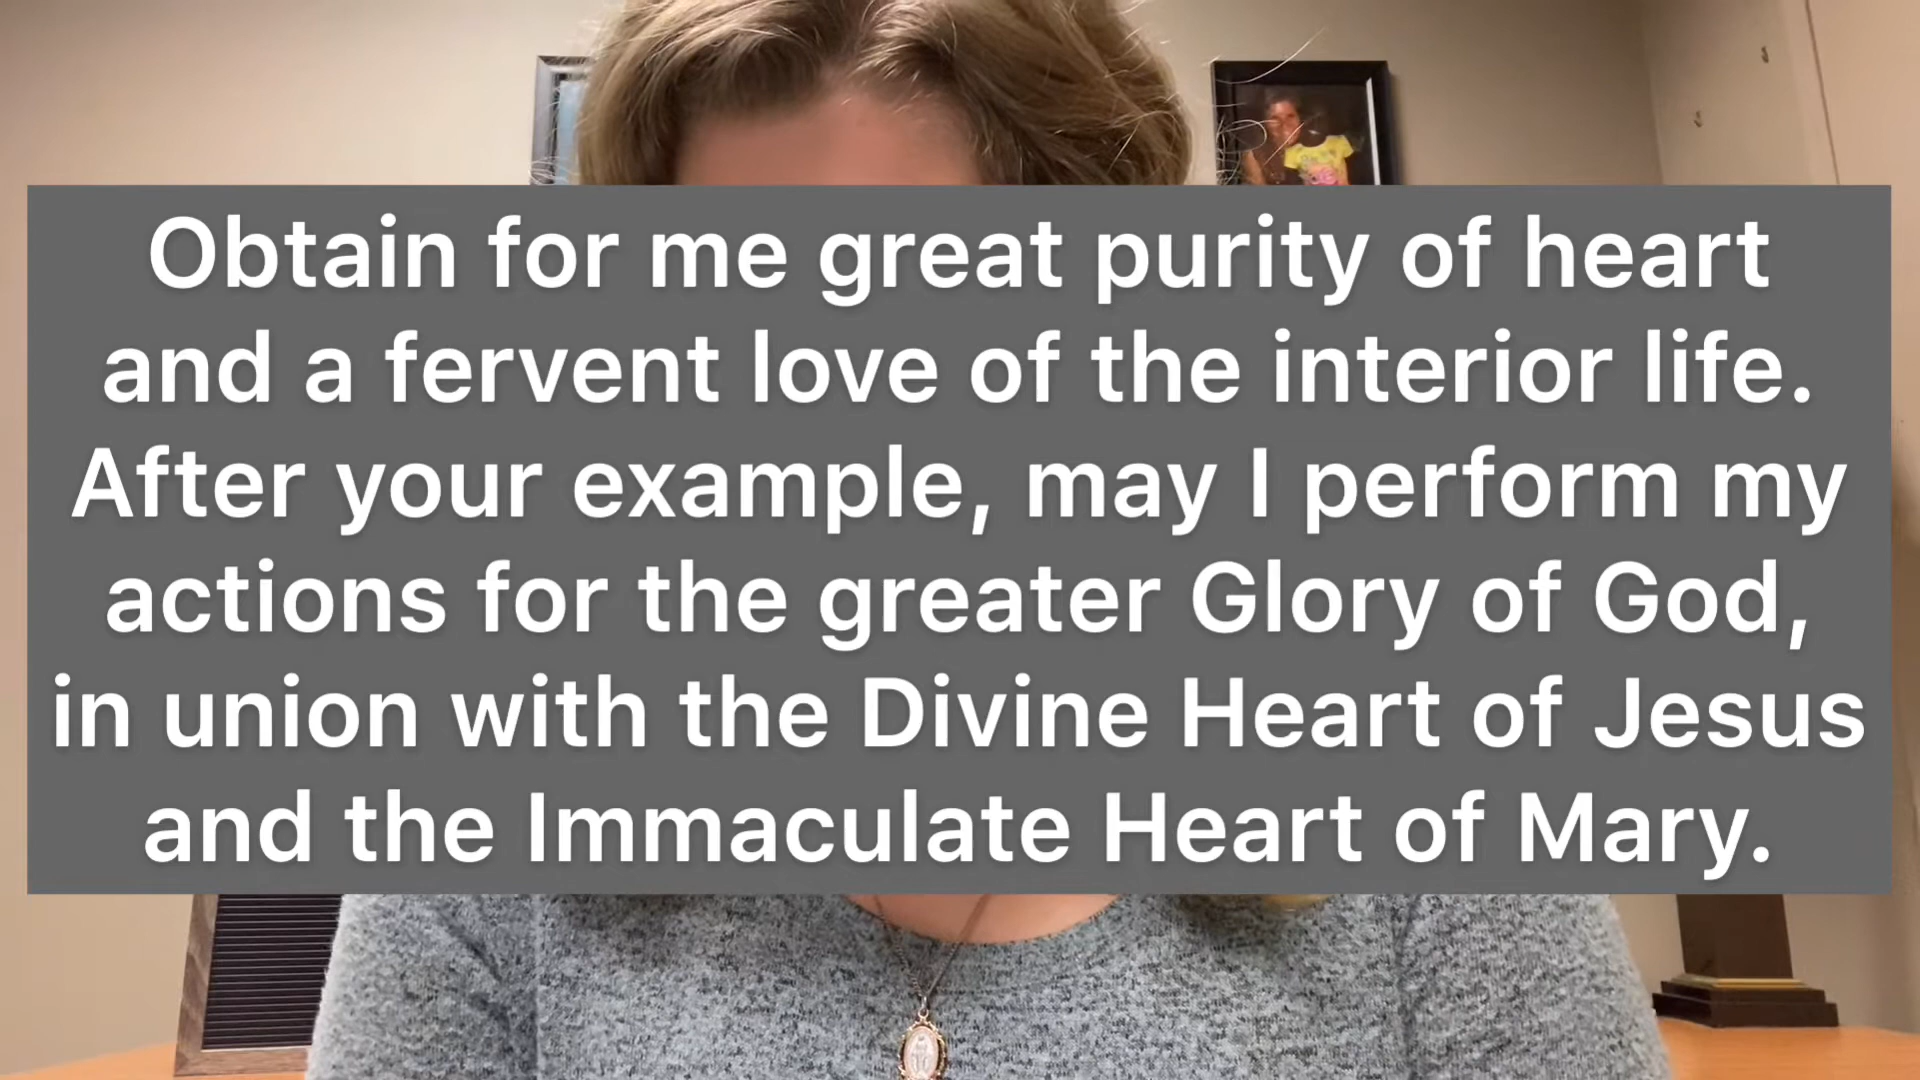 Obtain for me great purity of heart
and a fervent love of the interior life.
After your example, may I perform my
actions for the greater Glory of God,
in union with the Divine Heart of Jesus
and the Immaculate Heart of Mary.